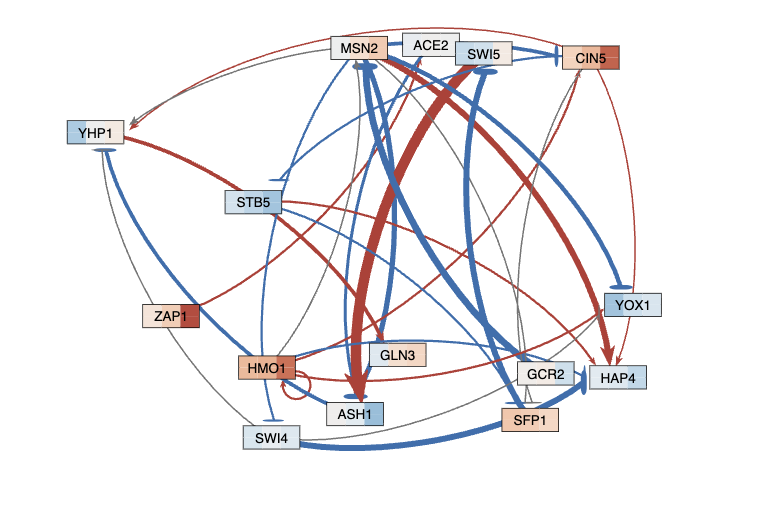 MSN2
ACE2
SWI5
CIN5
YHP1
STB5
ZAP1
YOX1
GLN3
HMO1
GCR2
HAP4
ASH1
SFP1
SWI4